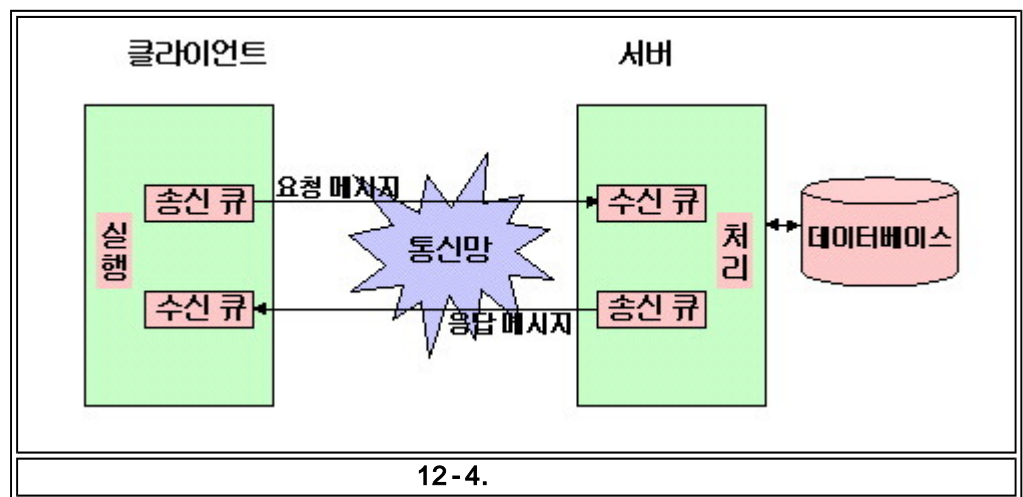 클라이언트
서버
송신 큐
요청 메시지
수신 큐
실행
통신망
처리
데이터베이스
수신 큐
응답 메시지
송신 큐
12-4.